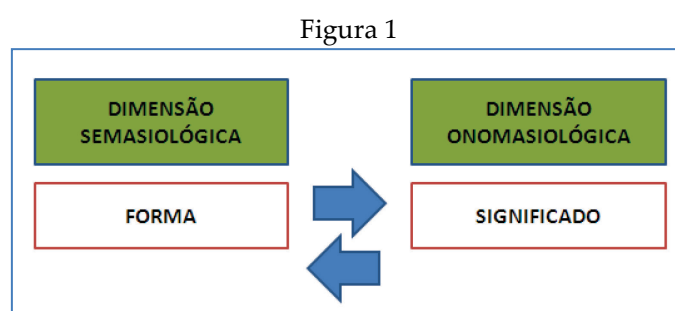 Figura 1
DIMENSÃO
SEMASIOLÓGICA
DIMENSÃO
ONOMASIOLÓGICA
FORMA
SIGNIFICADO